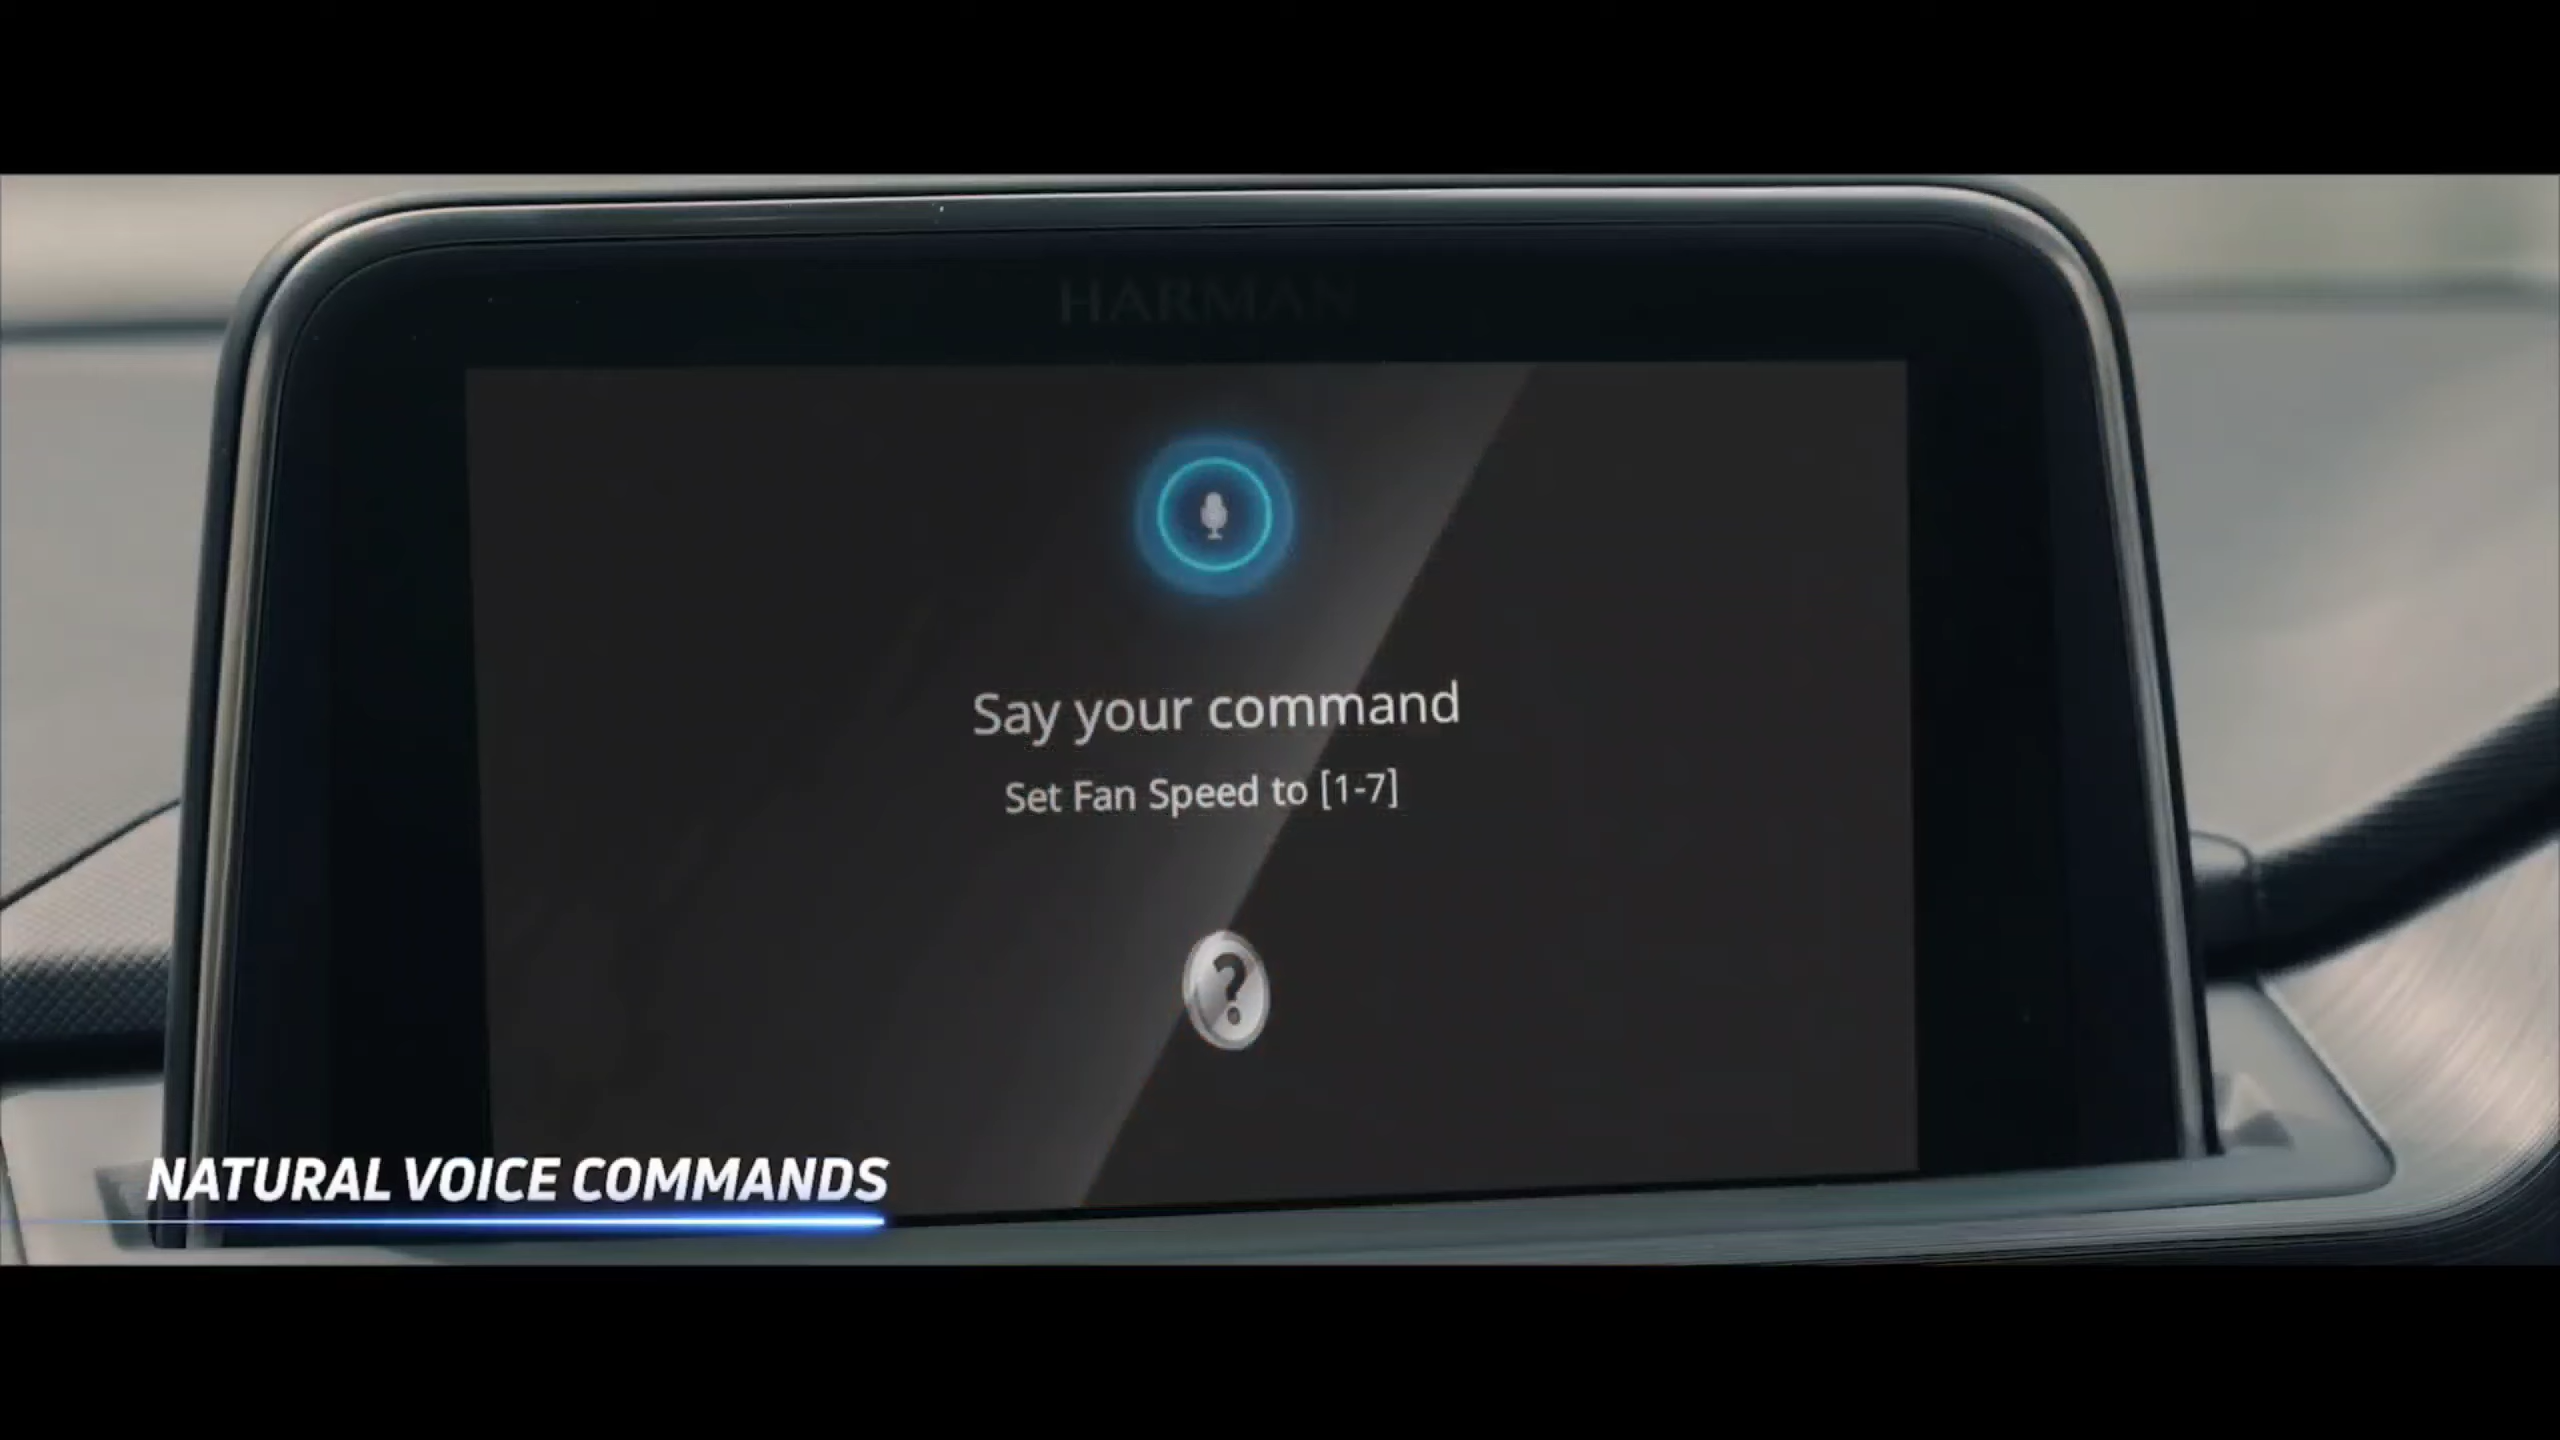 HARMAN
Say your command
Set Fan Speed to [1-7]
?
NATURAL VOICE COMMANDS